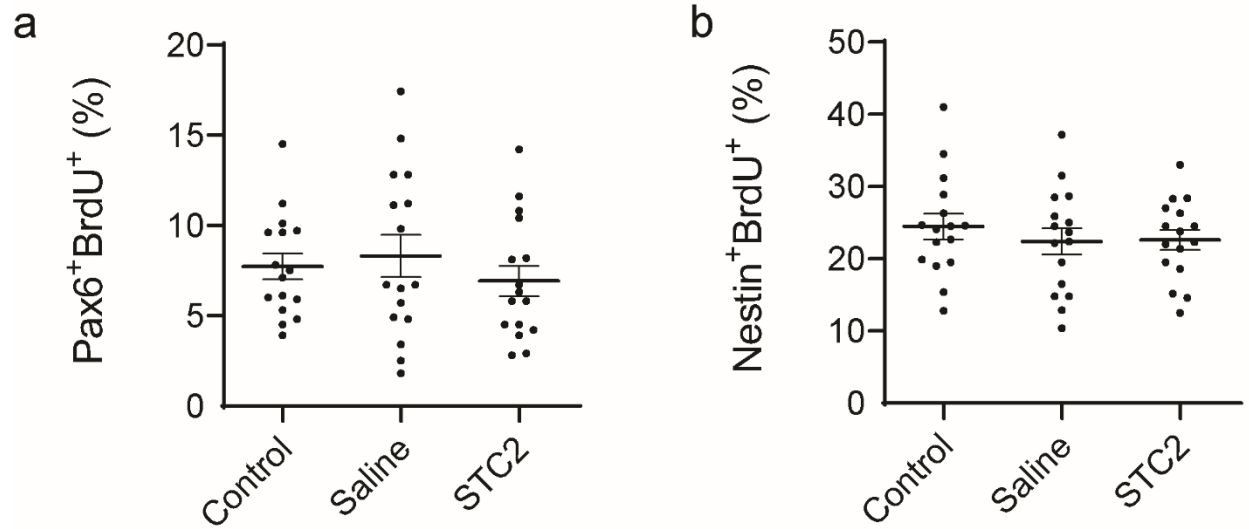 a
Pax6⁺BrdU⁺ (%)
20
15
10
5
0
Control
Saline
STC2
b
Nestin⁺BrdU⁺ (%)
50
40
30
20
10
0
Control
Saline
STC2